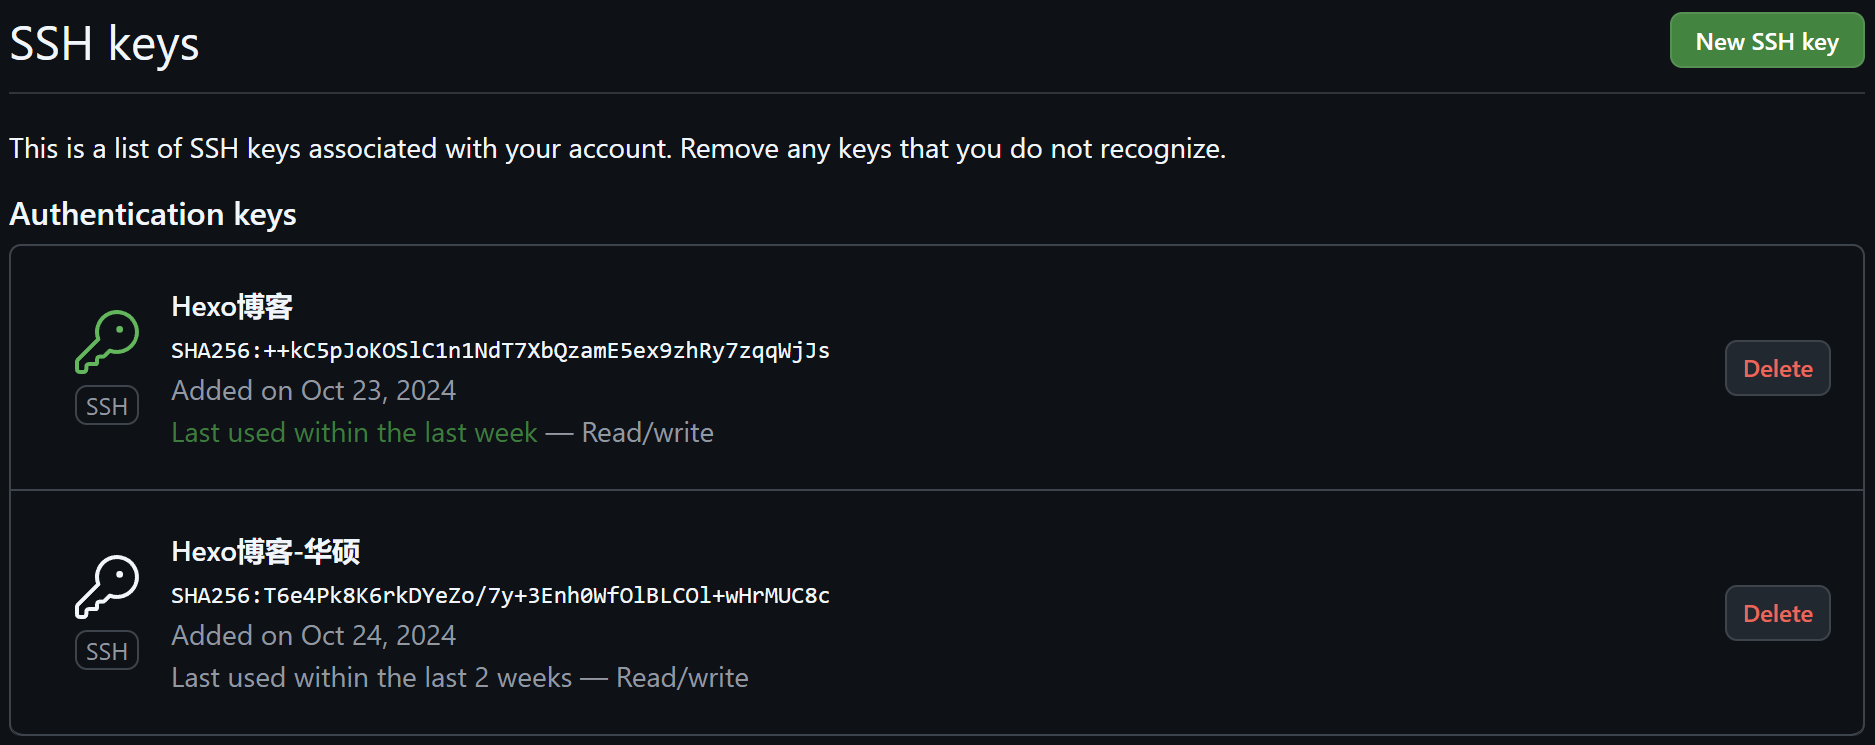 SSH keys
New SSH key
This is a list of SSH keys associated with your account. Remove any keys that you do not recognize.
Authentication keys
Hexo博客
SHA256:++kC5pJoKOSlC1n1NdT7XbQzamE5ex9zhRy7zqqWjJs
Added on Oct 23, 2024
Last used within the last week — Read/write
SSH
Delete
Hexo博客-华硕
SHA256:T6e4Pk8K6rkDYeZo/7y+3Enh0WfOlBLCOl+wHrMUC8c
Added on Oct 24, 2024
Last used within the last 2 weeks — Read/write
SSH
Delete